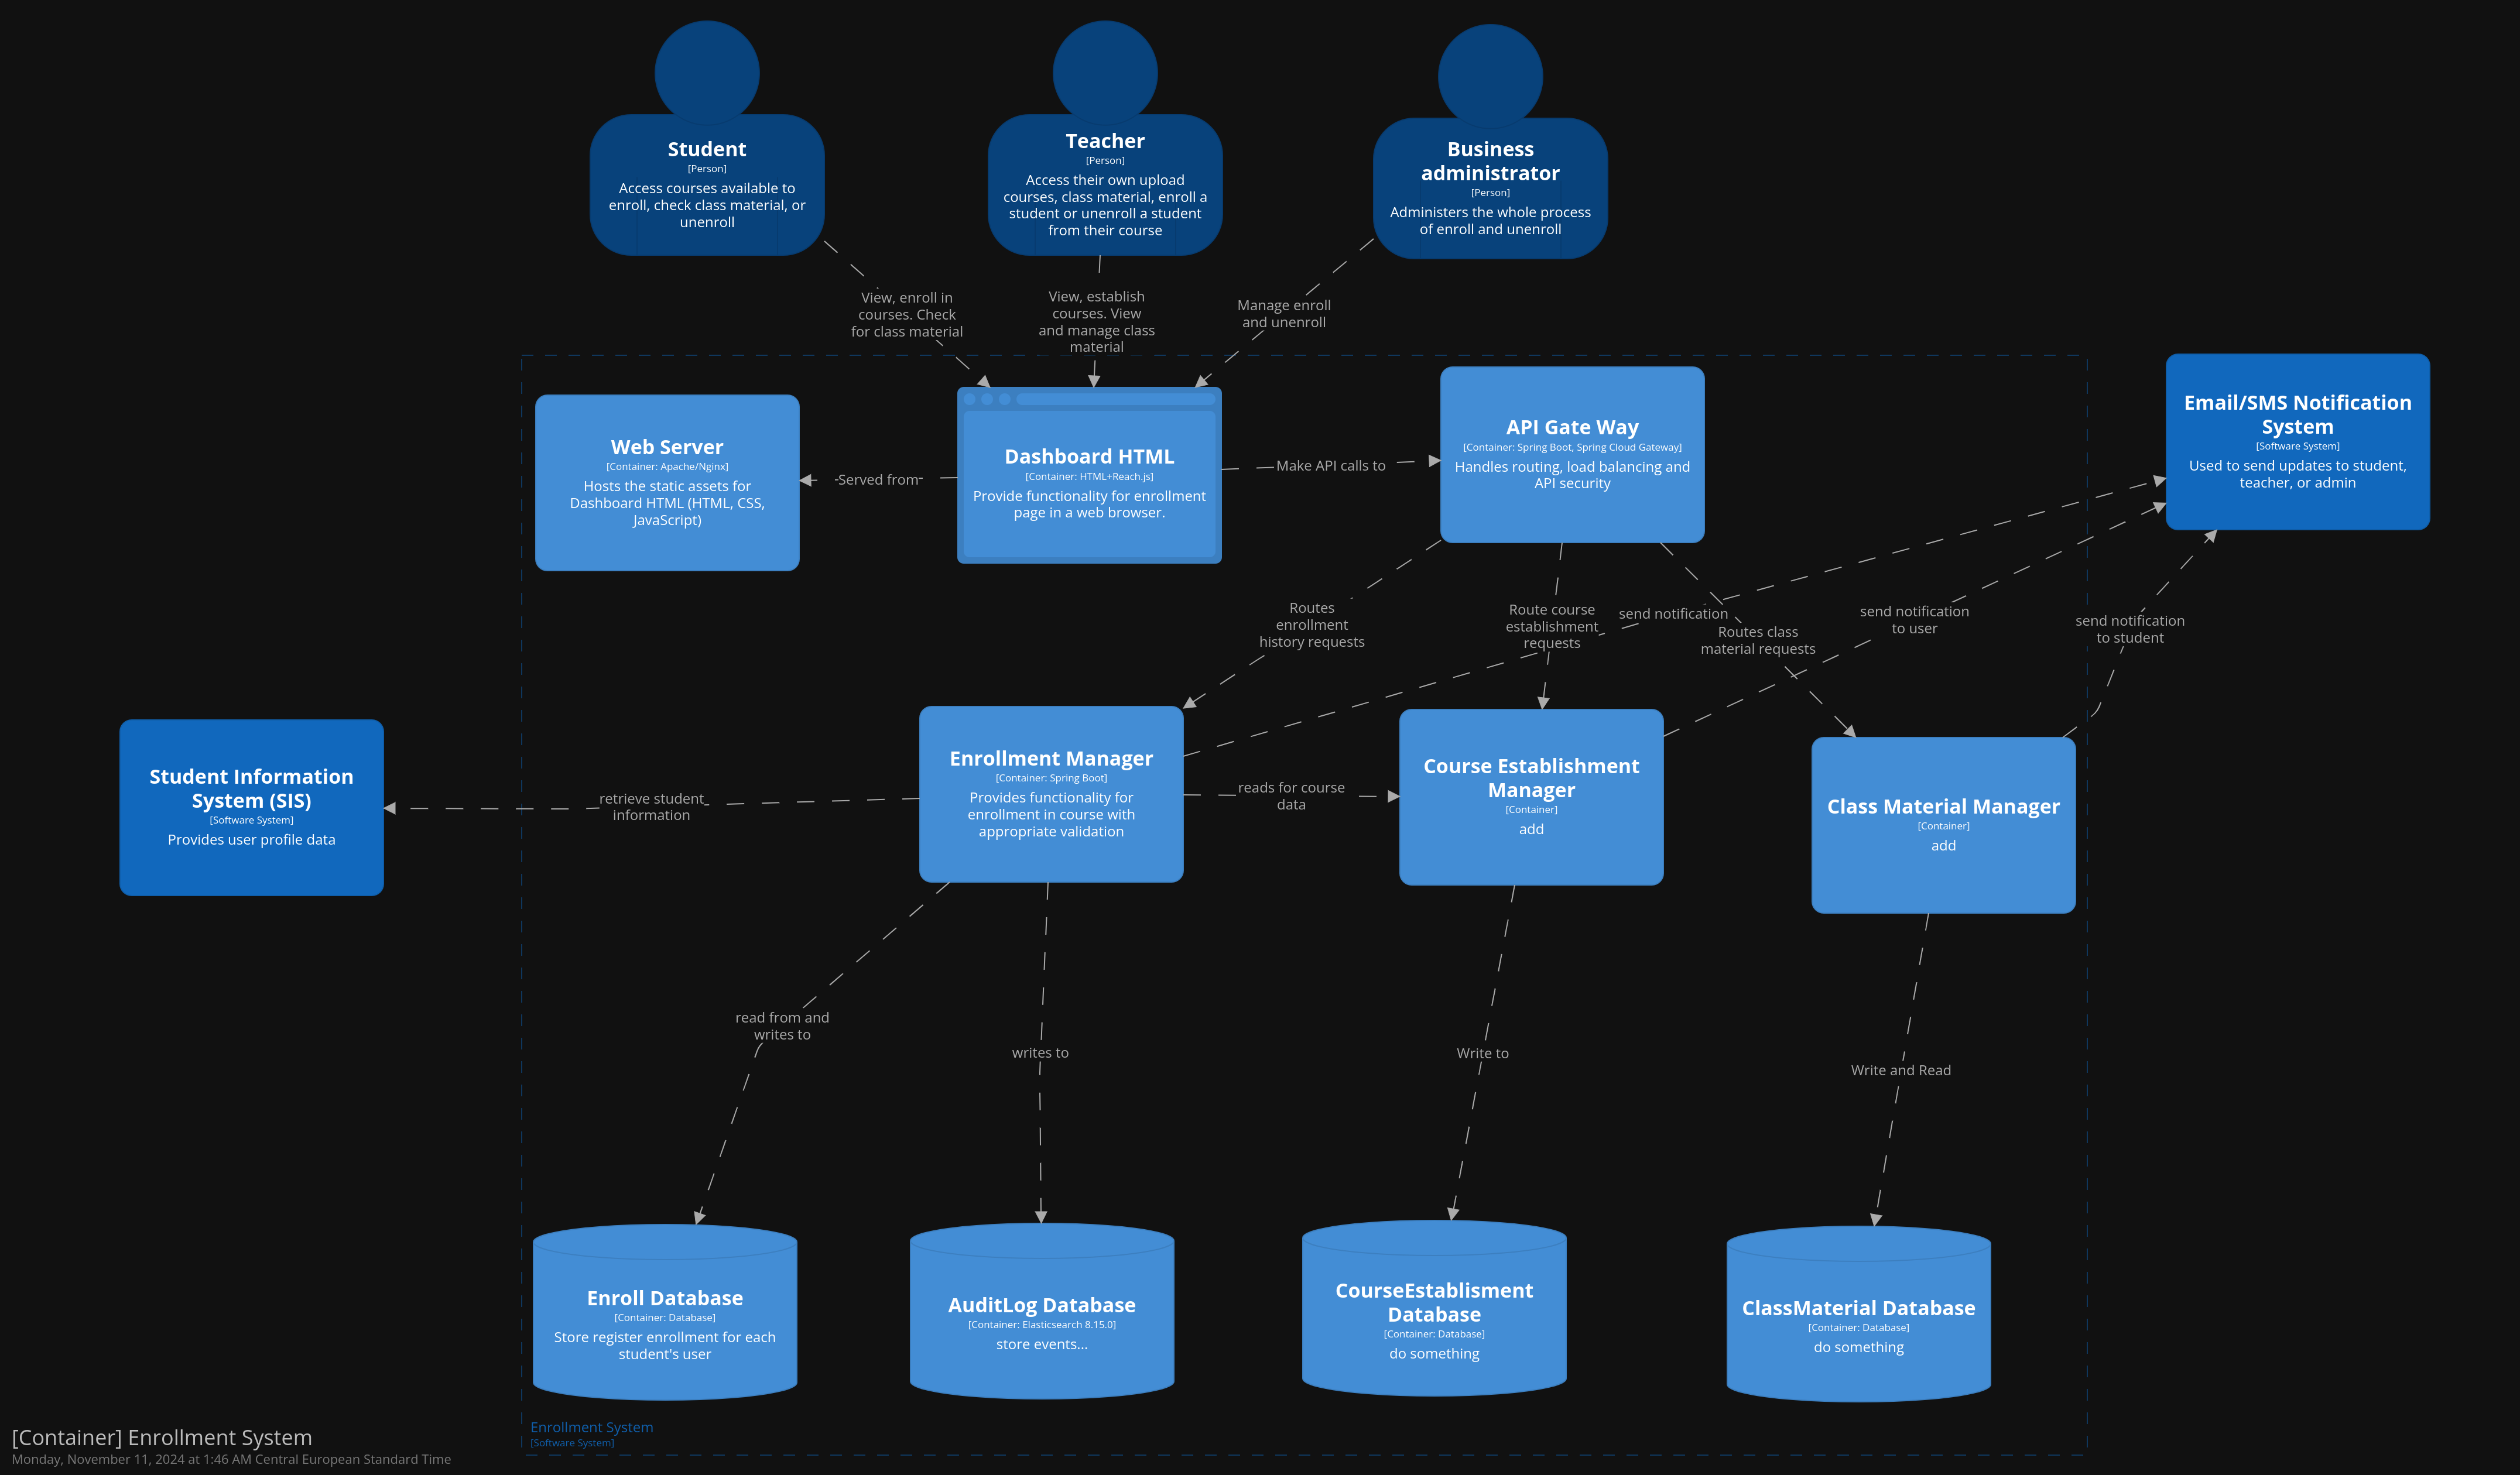 Student
[Person]
Access courses available to
enroll, check class material, or
unenroll
Teacher
[Person]
Access their own upload
courses, class material, enroll a
student or unenroll a student
from their course
Business
administrator
[Person]
Administers the whole process
of enroll and unenroll
View, enroll in
courses. Check
for class material
View, establish
courses. View
and manage class
material
Manage enroll
and unenroll
Web Server
[Container: Apache/Nginx]
Hosts the static assets for
Dashboard HTML (HTML, CSS,
JavaScript)
Served from
Dashboard HTML
[Container: HTML+Reach.js]
Provide functionality for enrollment
page in a web browser.
Make API calls to
API Gate Way
[Container: Spring Boot, Spring Cloud Gateway]
Handles routing, load balancing and
API security
Email/SMS Notification
System
[Software System]
Used to send updates to student,
teacher, or admin
Routes
enrollment
history requests
Route course
establishment
requests
send notification
Routes class
material requests
send notification
to user
send notification
to student
Student Information
System (SIS)
[Software System]
Provides user profile data
retrieve student
information
Enrollment Manager
[Container: Spring Boot]
Provides functionality for
enrollment in course with
appropriate validation
reads for course
data
Course Establishment
Manager
[Container]
add
Class Material Manager
[Container]
add
read from and
writes to
writes to
Write to
Write and Read
Enroll Database
[Container: Database]
Store register enrollment for each
student's user
AuditLog Database
[Container: Elasticsearch 8.15.0]
store events...
CourseEstablisment
Database
[Container: Database]
do something
ClassMaterial Database
[Container: Database]
do something
Enrollment System
[Software System]
[Container] Enrollment System
Monday, November 11, 2024 at 1:46 AM Central European Standard Time